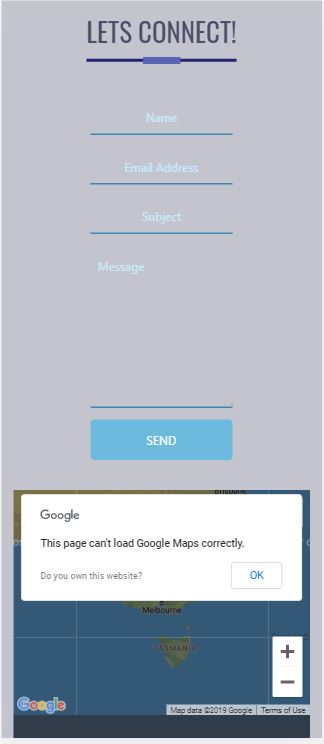 LETS CONNECT!
Name
Email Address
Subject
Message
SEND
Brisbane
Google
This page can't load Google Maps correctly.
Do you own this website?
OK
Melbourne
TASMANIA
+
−
Google
Map data ©2019 Google
Terms of Use